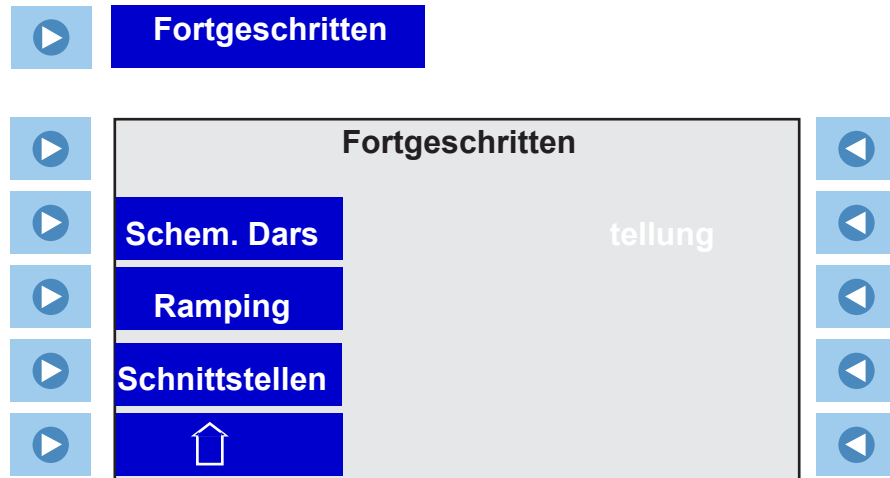 Fortgeschritten
Fortgeschritten
Schem. Dars tellung
Ramping
Schnittstellen